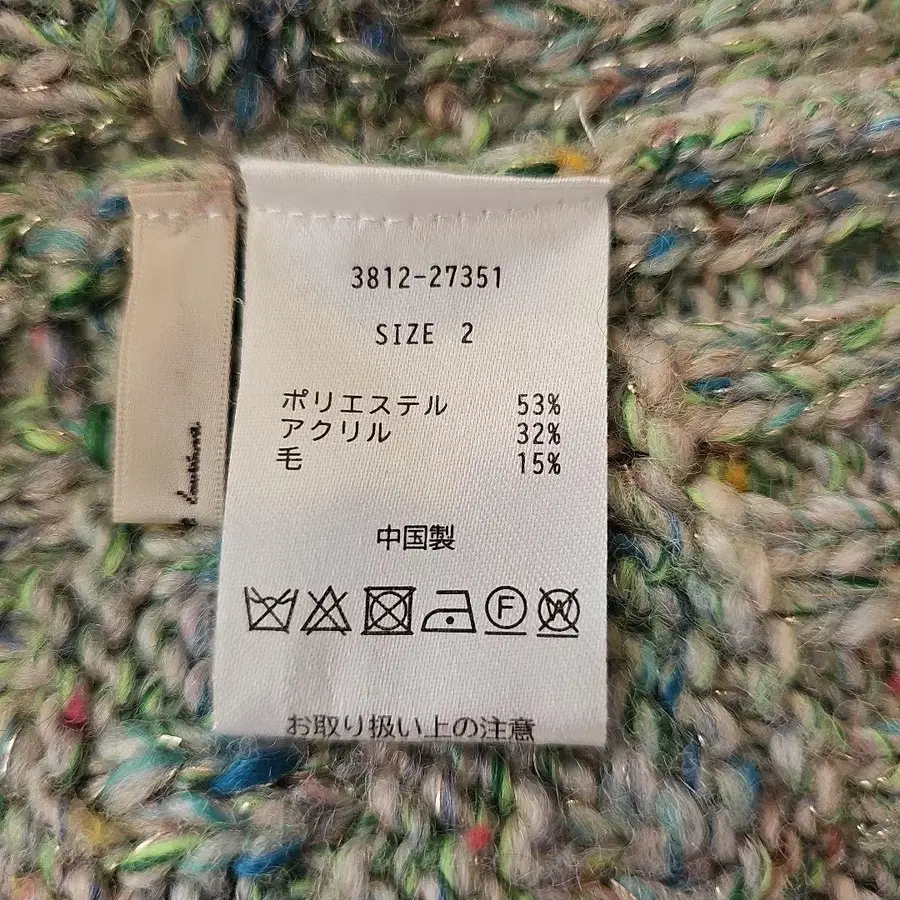 3812-27351
SIZE 2
ポリエステル 53%
アクリル 32%
毛 15%
中国製
F
W
お取り扱い上の注意